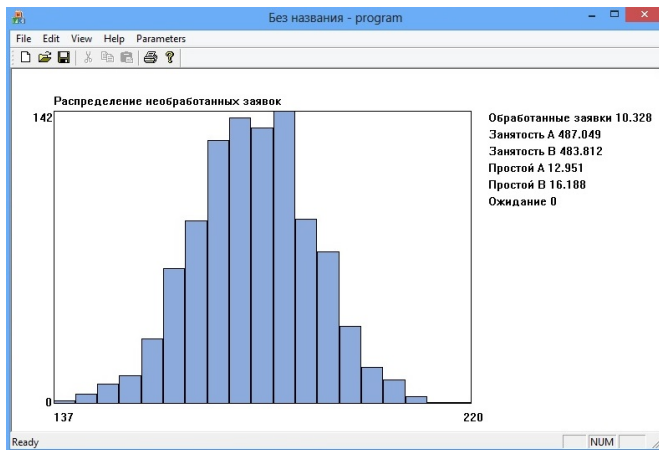 Без названия - program
File Edit View Help Parameters
Распределение необработанных заявок
142
0
137
220
Обработанные заявки 10.328
Занятость А 487.049
Занятость В 483.812
Простой А 12.951
Простой В 16.188
Ожидание 0
Ready
NUM